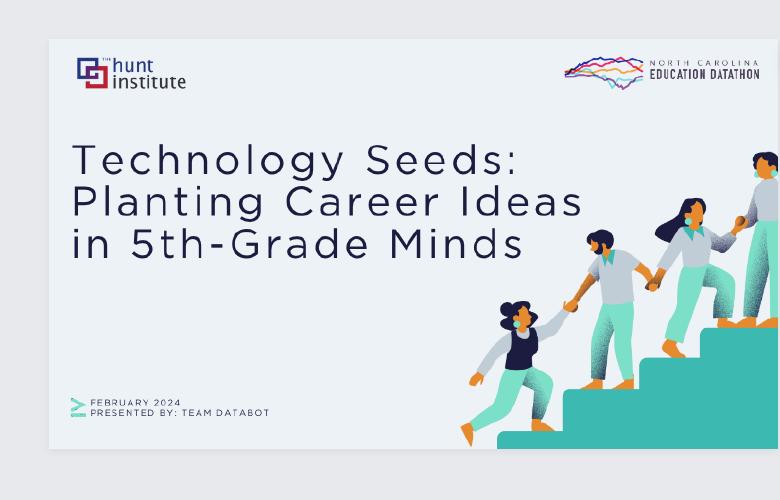 THE hunt
institute
NORTH CAROLINA
EDUCATION DATATHON
Technology Seeds:
Planting Career Ideas
in 5th-Grade Minds
FEBRUARY 2024
PRESENTED BY: TEAM DATABOT